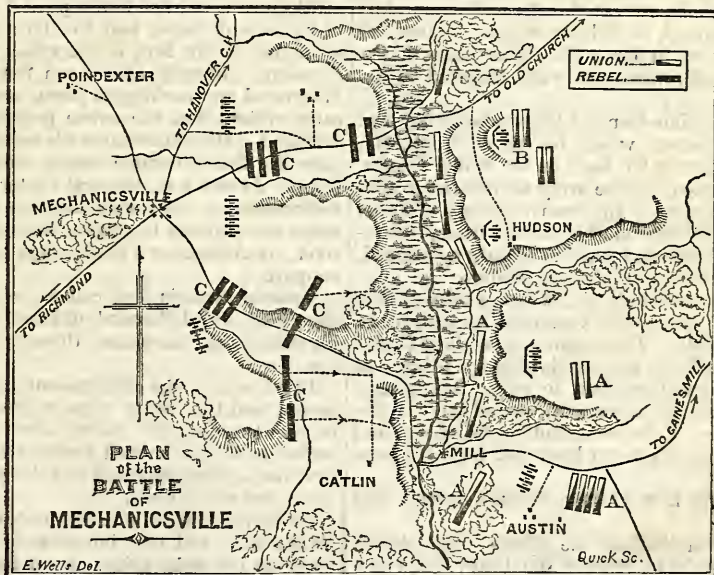 UNION.
REBEL.
POINDEXTER
TO HANOVER C.H.
A
TO OLD CHURCH
C
C
B
MECHANICSVILLE
HUDSON
TO RICHMOND
C
C
A
A
C
TO GAINE'S MILL
PLAN
of the
BATTLE
OF
MECHANICSVILLE
CATLIN
MILL
A
A
AUSTIN
E. Wells Del.
Quick Sc.